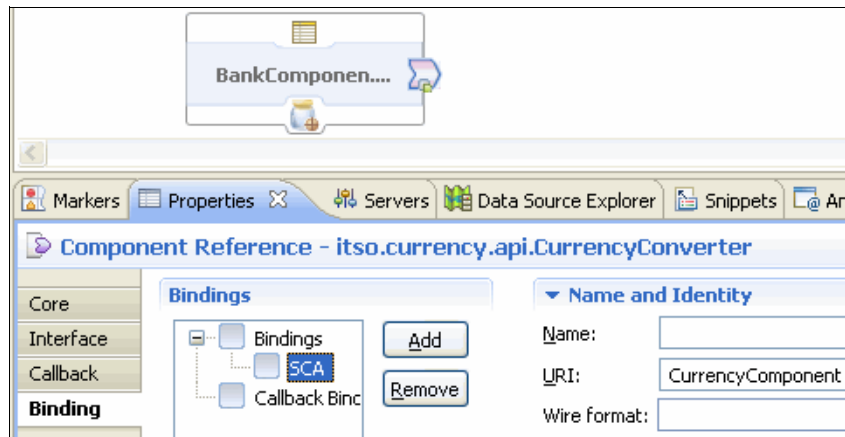 BankComponen....
Markers Properties Servers Data Source Explorer Snippets An
Component Reference - itso.currency.api.CurrencyConverter
Core
Interface
Callback
Binding
Bindings
Bindings
SCA
Callback Binc
Add
Remove
Name and Identity
Name:
URI: CurrencyComponent
Wire format: